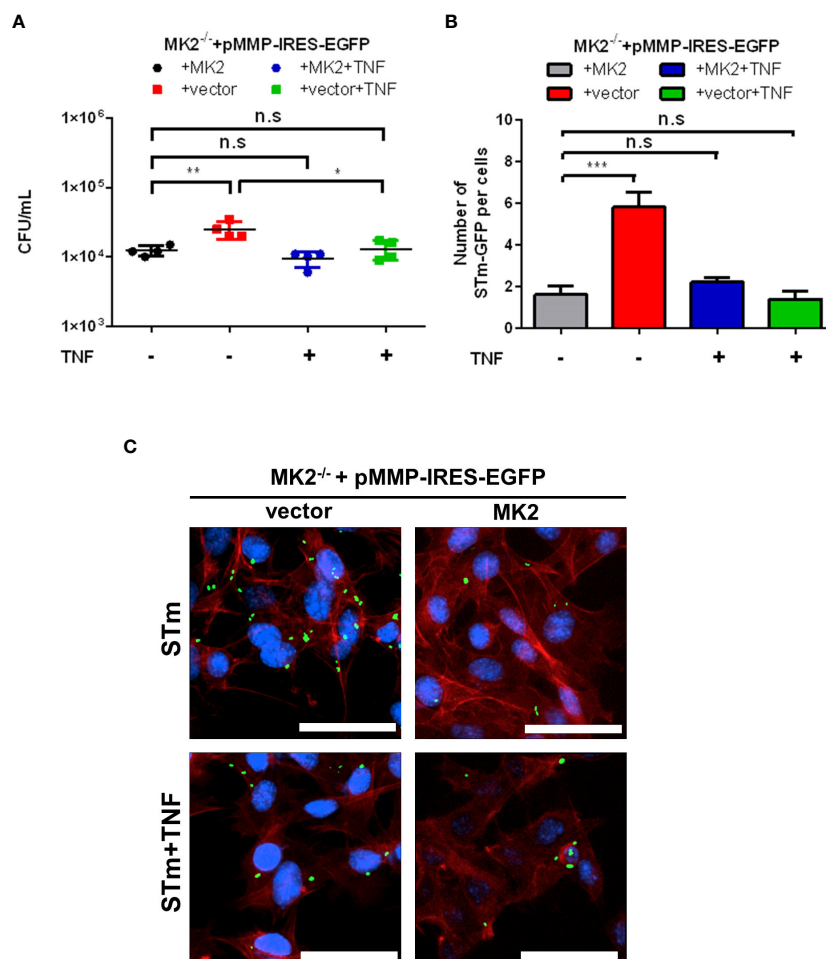 A
MK2-/-+pMMP-IRES-EGFP
+MK2 +MK2+TNF
+vector +vector+TNF
n.s
n.s
** *
1×10^6
1×10^5
1×10^4
1×10^3
CFU/mL
TNF - - + +
B
MK2-/-+pMMP-IRES-EGFP
+MK2 +MK2+TNF
+vector +vector+TNF
n.s
n.s
***
10
8
6
4
2
0
Number of
STm-GFP per cells
TNF - - + +
C
MK2-/- + pMMP-IRES-EGFP
vector MK2
STm
STm+TNF